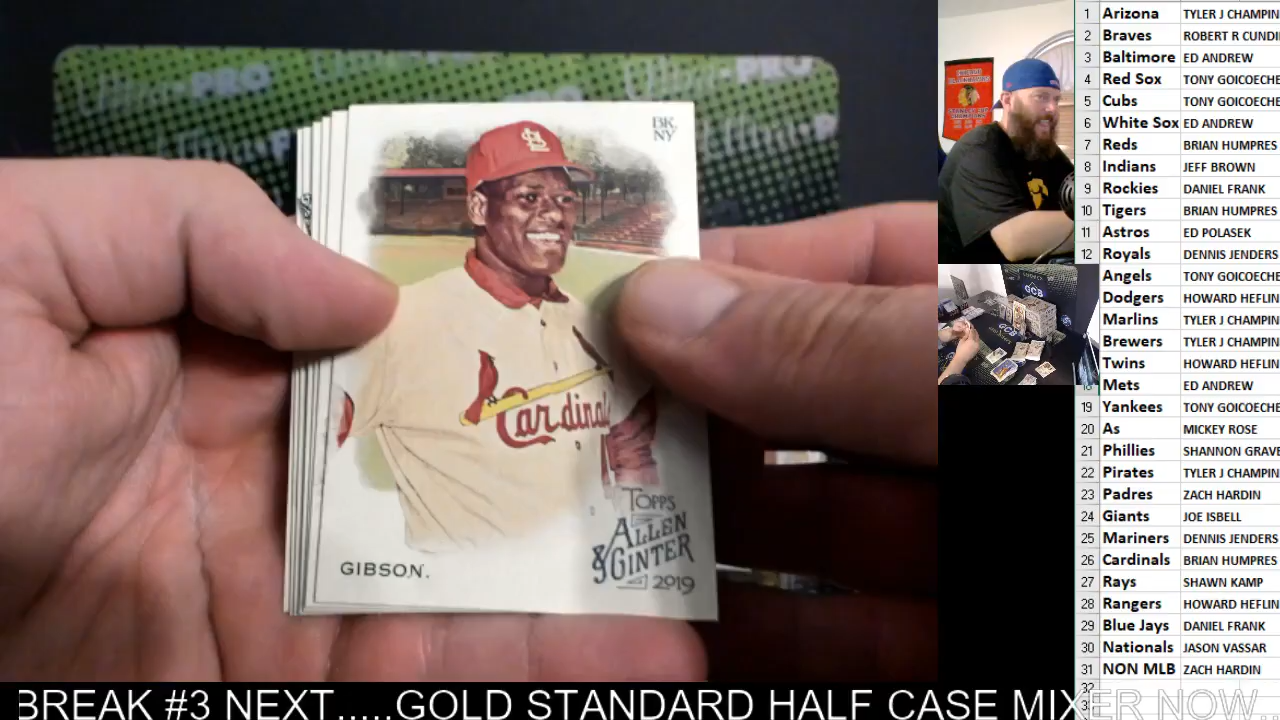 BK
NY
StL
Cardinals
TOPPS
ALLEN
& GINTER
2019
GIBSON.
GCB
1 Arizona TYLER J CHAMPIN
2 Braves ROBERT R CUNDI
3 Baltimore ED ANDREW
4 Red Sox TONY GOICOECHE
5 Cubs TONY GOICOECHE
6 White Sox ED ANDREW
7 Reds BRIAN HUMPRES
8 Indians JEFF BROWN
9 Rockies DANIEL FRANK
10 Tigers BRIAN HUMPRES
11 Astros ED POLASEK
12 Royals DENNIS JENDERS
Angels TONY GOICOECHE
Dodgers HOWARD HEFLIN
Marlins TYLER J CHAMPIN
Brewers TYLER J CHAMPIN
Twins HOWARD HEFLIN
Mets ED ANDREW
19 Yankees TONY GOICOECHE
20 As MICKEY ROSE
21 Phillies SHANNON GRAVE
22 Pirates TYLER J CHAMPIN
23 Padres ZACH HARDIN
24 Giants JOE ISBELL
25 Mariners DENNIS JENDERS
26 Cardinals BRIAN HUMPRES
27 Rays SHAWN KAMP
28 Rangers HOWARD HEFLIN
29 Blue Jays DANIEL FRANK
30 Nationals JASON VASSAR
31 NON MLB ZACH HARDIN
32
BREAK #3 NEXT.....GOLD STANDARD HALF CASE MIXER NOW...